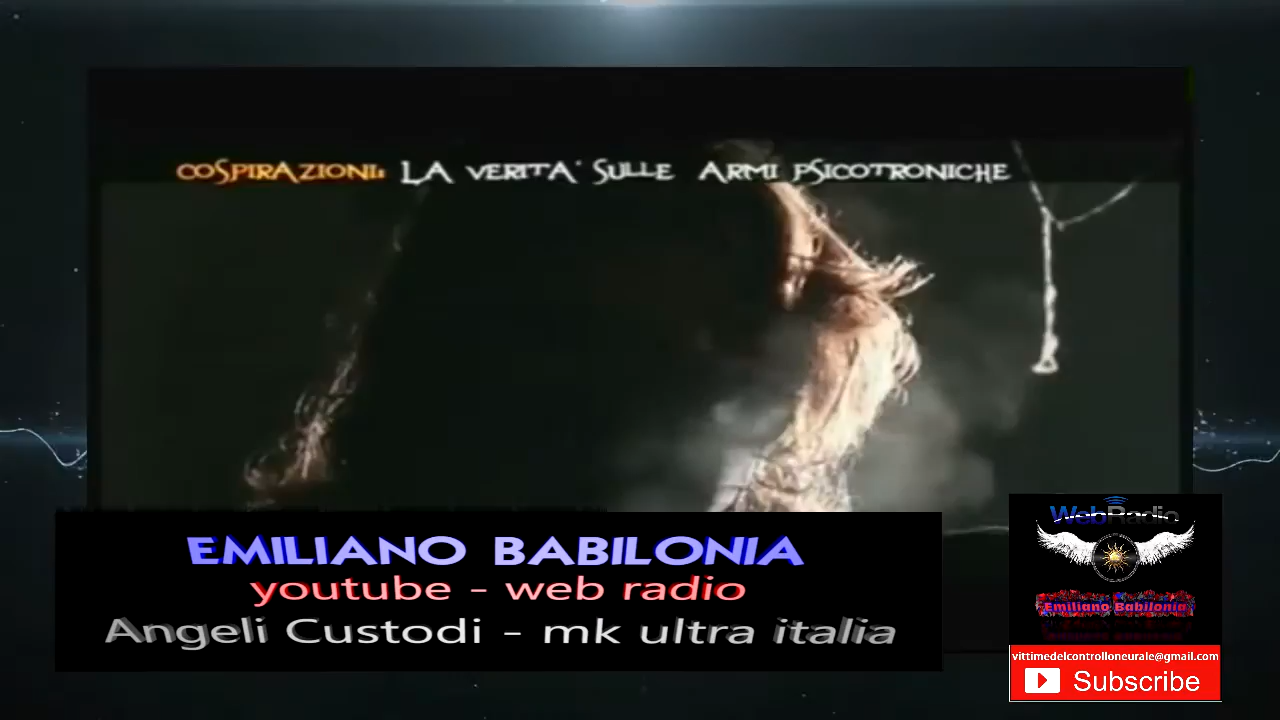 COSPIRAZIONI: LA VERITA' SULLE ARMI PSICOTRONICHE
EMILIANO BABILONIA
youtube - web radio
Angeli Custodi - mk ultra italia
WebRadio
Emiliano Babilonia
vittimedelcontrolloneurale@gmail.com
Subscribe